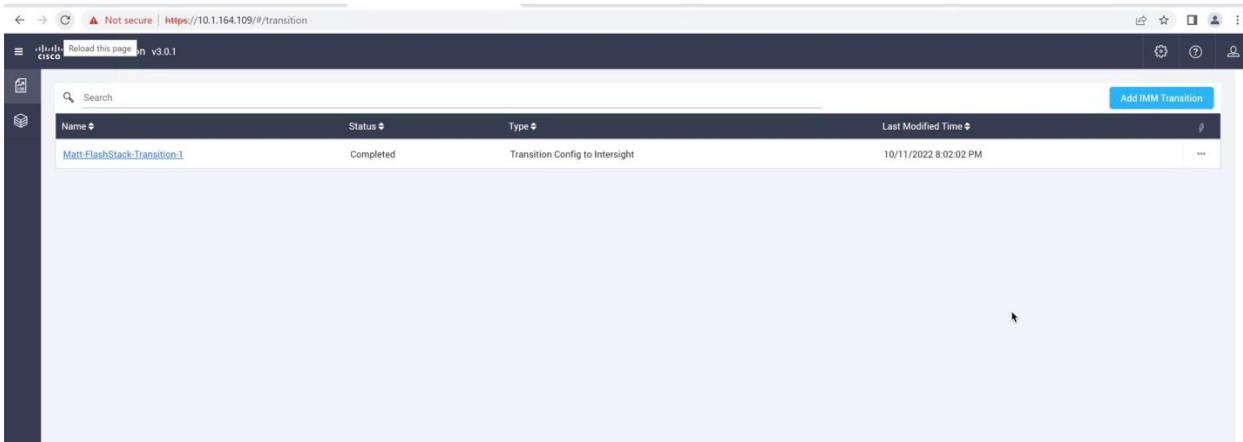 Not secure | https://10.1.164.109/#/transition
Reload this page
CISCO
n v3.0.1
Search
Add IMM Transition
Name Status Type Last Modified Time
Matt-FlashStack-Transition-1 Completed Transition Config to Intersight 10/11/2022 8:02:02 PM